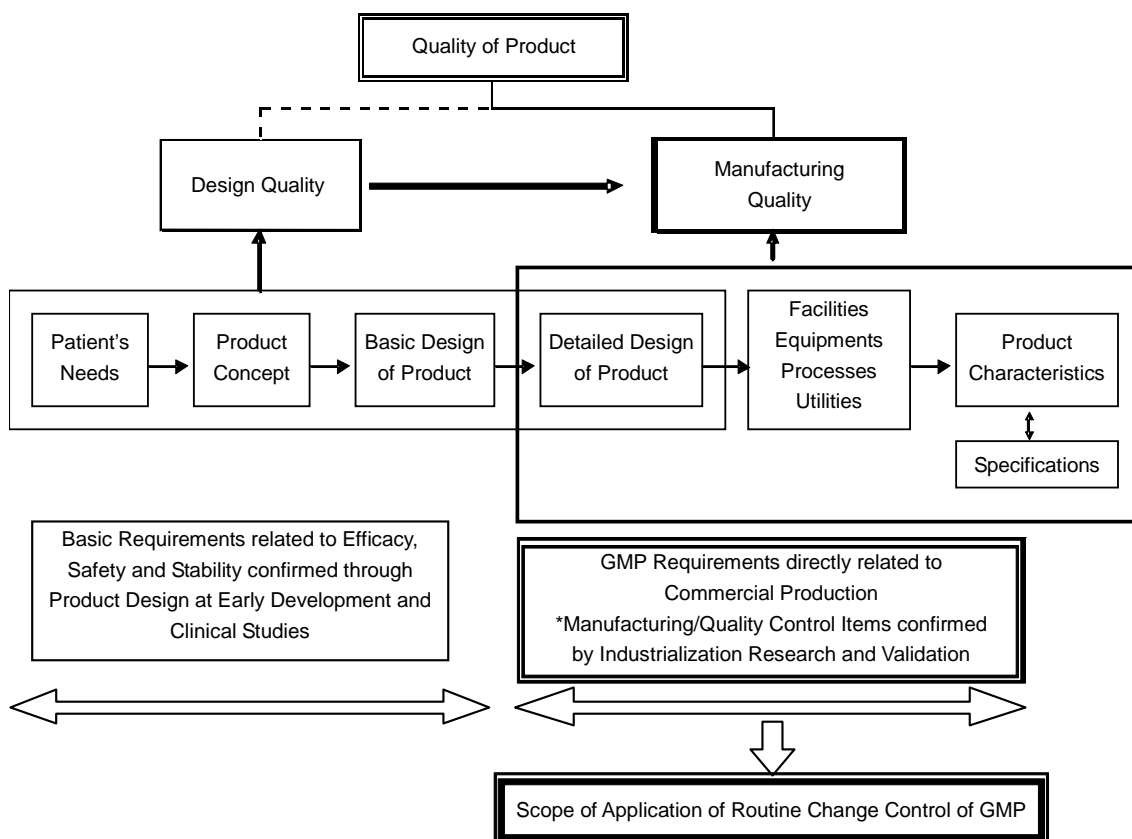 Quality of Product
Design Quality
Manufacturing
Quality
Patient’s
Needs
Product
Concept
Basic Design
of Product
Detailed Design
of Product
Facilities
Equipments
Processes
Utilities
Product
Characteristics
Specifications
Basic Requirements related to Efficacy,
Safety and Stability confirmed through
Product Design at Early Development and
Clinical Studies
GMP Requirements directly related to
Commercial Production
*Manufacturing/Quality Control Items confirmed
by Industrialization Research and Validation
Scope of Application of Routine Change Control of GMP